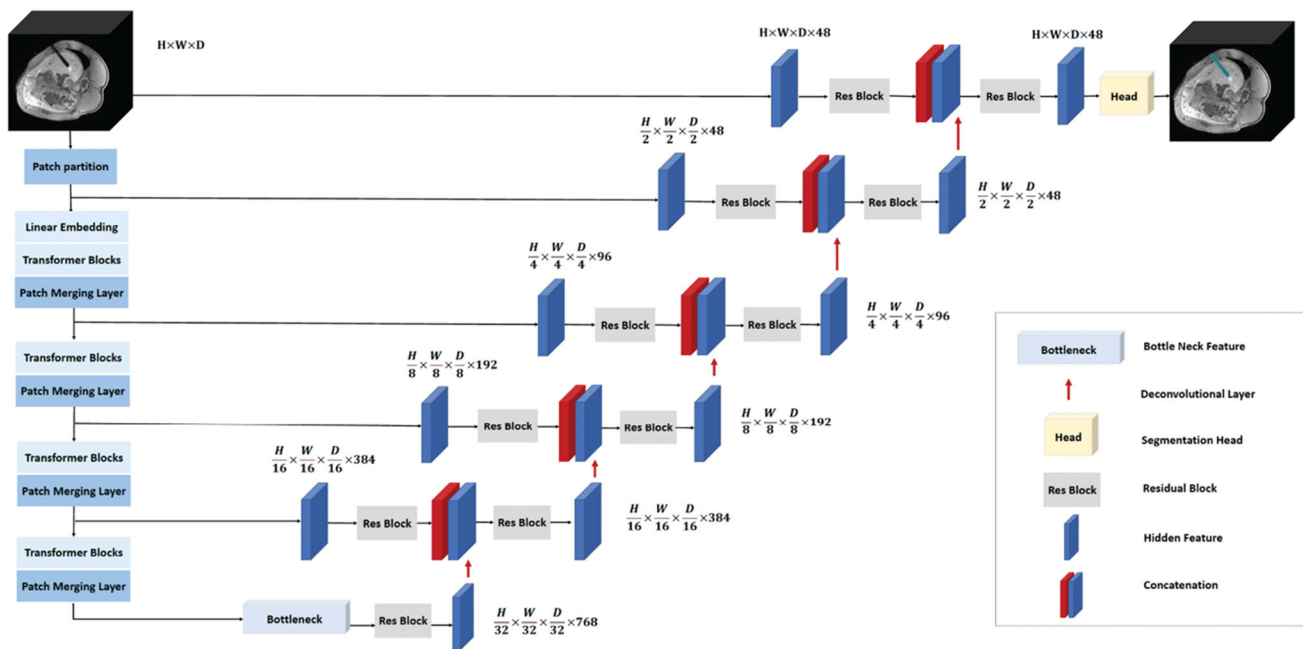 H×W×D
H×W×D×48
H×W×D×48
Res Block
Res Block
Head
Patch partition
H/2 × W/2 × D/2 ×48
Res Block
Res Block
H/2 × W/2 × D/2 ×48
Linear Embedding
Transformer Blocks
Patch Merging Layer
H/4 × W/4 × D/4 ×96
Res Block
Res Block
H/4 × W/4 × D/4 ×96
Transformer Blocks
Patch Merging Layer
H/8 × W/8 × D/8 ×192
Res Block
Res Block
H/8 × W/8 × D/8 ×192
Transformer Blocks
Patch Merging Layer
H/16 × W/16 × D/16 ×384
Res Block
Res Block
H/16 × W/16 × D/16 ×384
Transformer Blocks
Patch Merging Layer
Bottleneck
Res Block
H/32 × W/32 × D/32 ×768
Bottleneck
Bottle Neck Feature
Deconvolutional Layer
Head
Segmentation Head
Res Block
Residual Block
Hidden Feature
Concatenation